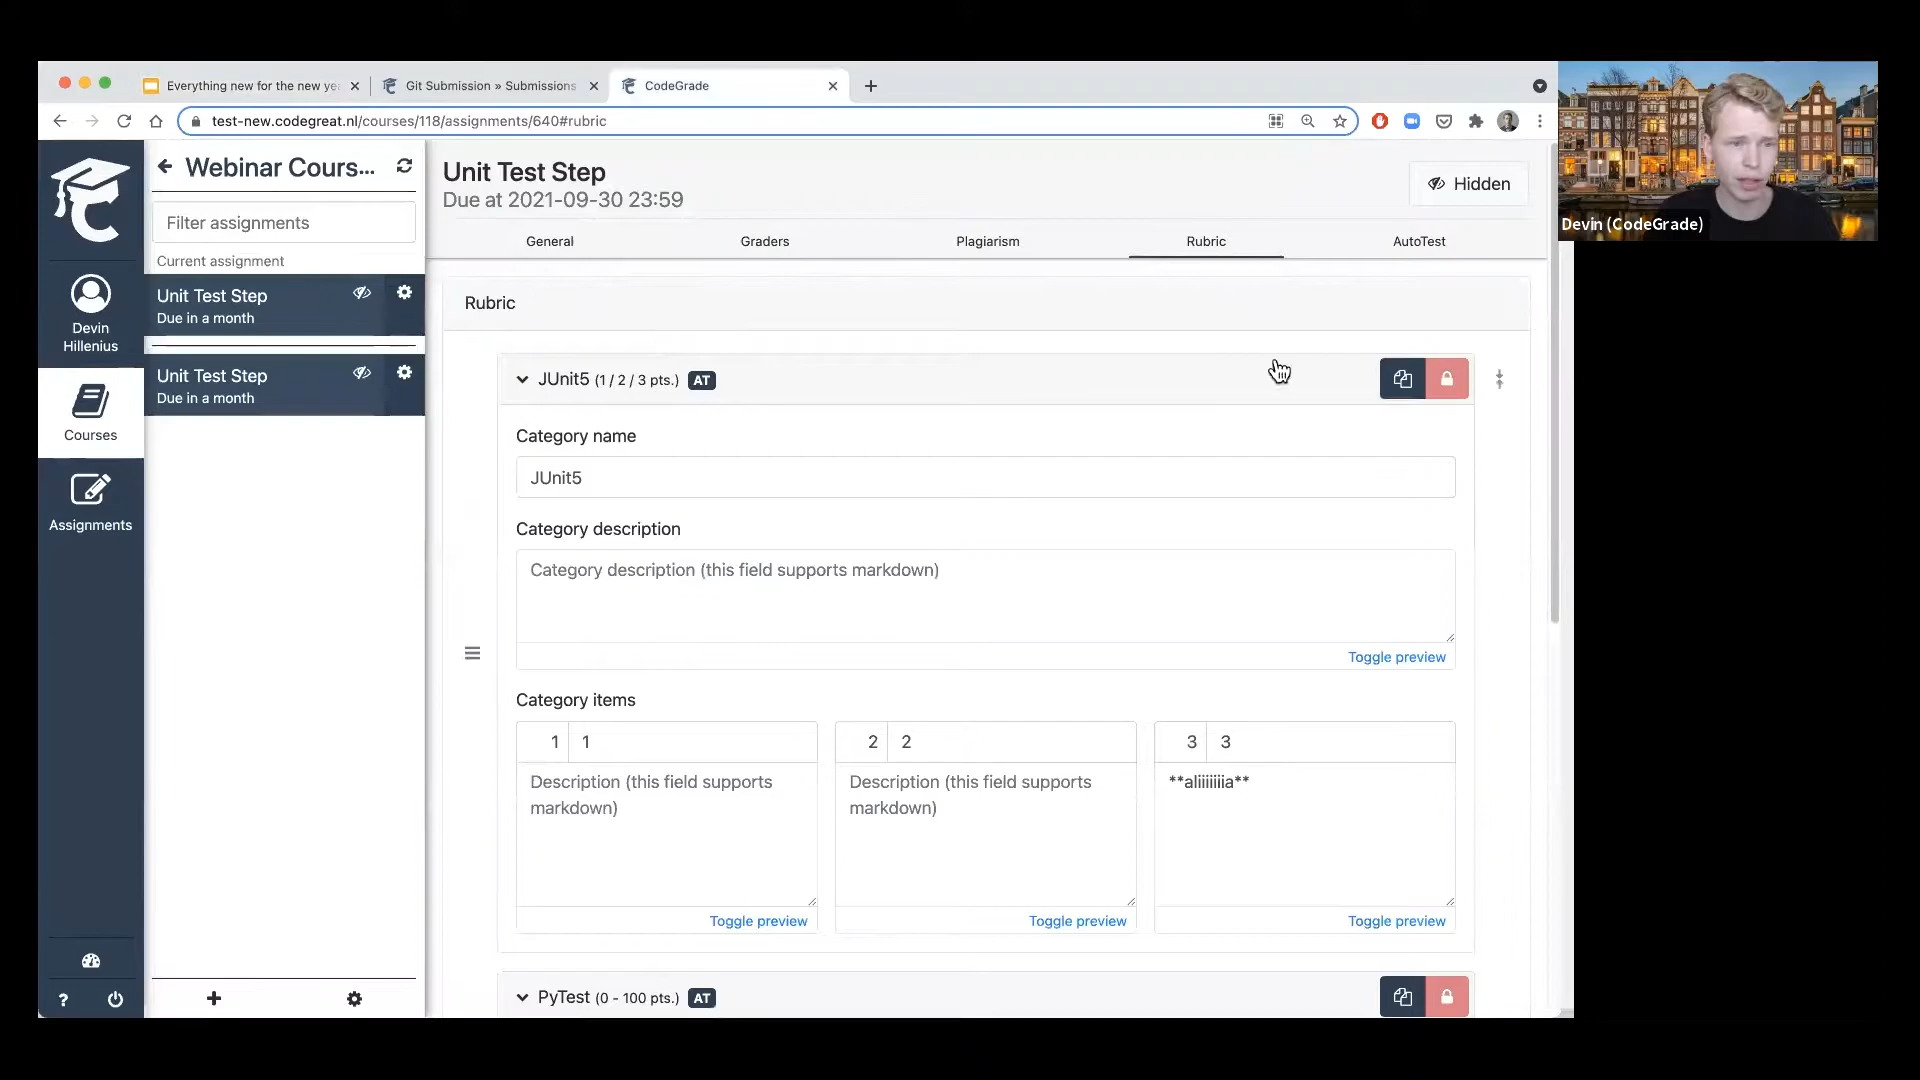 Everything new for the new ye
Git Submission » Submissions
CodeGrade
test-new.codegreat.nl/courses/118/assignments/640#rubric
Devin (CodeGrade)
Devin
Hillenius
Courses
Assignments
?
Webinar Cours...
Filter assignments
Current assignment
Unit Test Step
Due in a month
Unit Test Step
Due in a month
Unit Test Step
Due at 2021-09-30 23:59
Hidden
General
Graders
Plagiarism
Rubric
AutoTest
Rubric
JUnit5 (1 / 2 / 3 pts.) AT
Category name
JUnit5
Category description
Category description (this field supports markdown)
Toggle preview
Category items
1 1
Description (this field supports
markdown)
Toggle preview
2 2
Description (this field supports
markdown)
Toggle preview
3 3
**aliiiiiiia**
Toggle preview
PyTest (0 - 100 pts.) AT